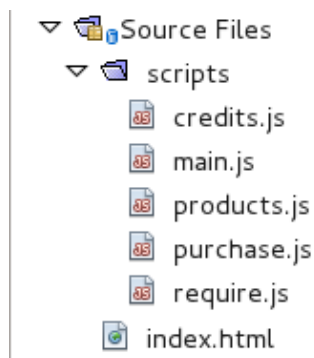 Source Files
scripts
credits.js
main.js
products.js
purchase.js
require.js
index.html